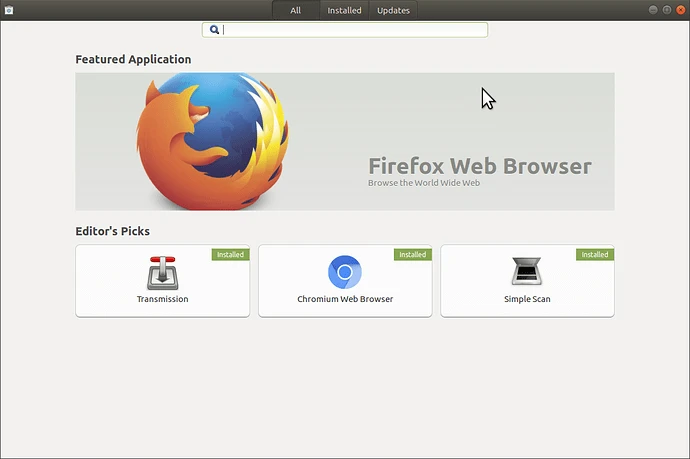 All Installed Updates
Featured Application
Firefox Web Browser
Browse the World Wide Web
Editor's Picks
Installed Installed Installed
Transmission Chromium Web Browser Simple Scan